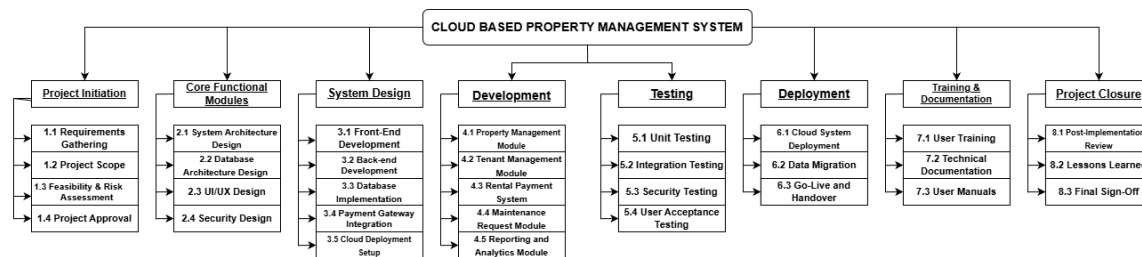 CLOUD BASED PROPERTY MANAGEMENT SYSTEM
Project Initiation
1.1 Requirements
Gathering
1.2 Project Scope
1.3 Feasibility & Risk
Assessment
1.4 Project Approval
Core Functional
Modules
2.1 System Architecture
Design
2.2 Database
Architecture Design
2.3 UI/UX Design
2.4 Security Design
System Design
3.1 Front-End
Development
3.2 Back-end
Development
3.3 Database
Implementation
3.4 Payment Gateway
Integration
3.5 Cloud Deployment
Setup
Development
4.1 Property Management
Module
4.2 Tenant Management
Module
4.3 Rental Payment
System
4.4 Maintenance
Request Module
4.5 Reporting and
Analytics Module
Testing
5.1 Unit Testing
5.2 Integration Testing
5.3 Security Testing
5.4 User Acceptance
Testing
Deployment
6.1 Cloud System
Deployment
6.2 Data Migration
6.3 Go-Live and
Handover
Training &
Documentation
7.1 User Training
7.2 Technical
Documentation
7.3 User Manuals
Project Closure
8.1 Post-Implementation
Review
8.2 Lessons Learned
8.3 Final Sign-Off